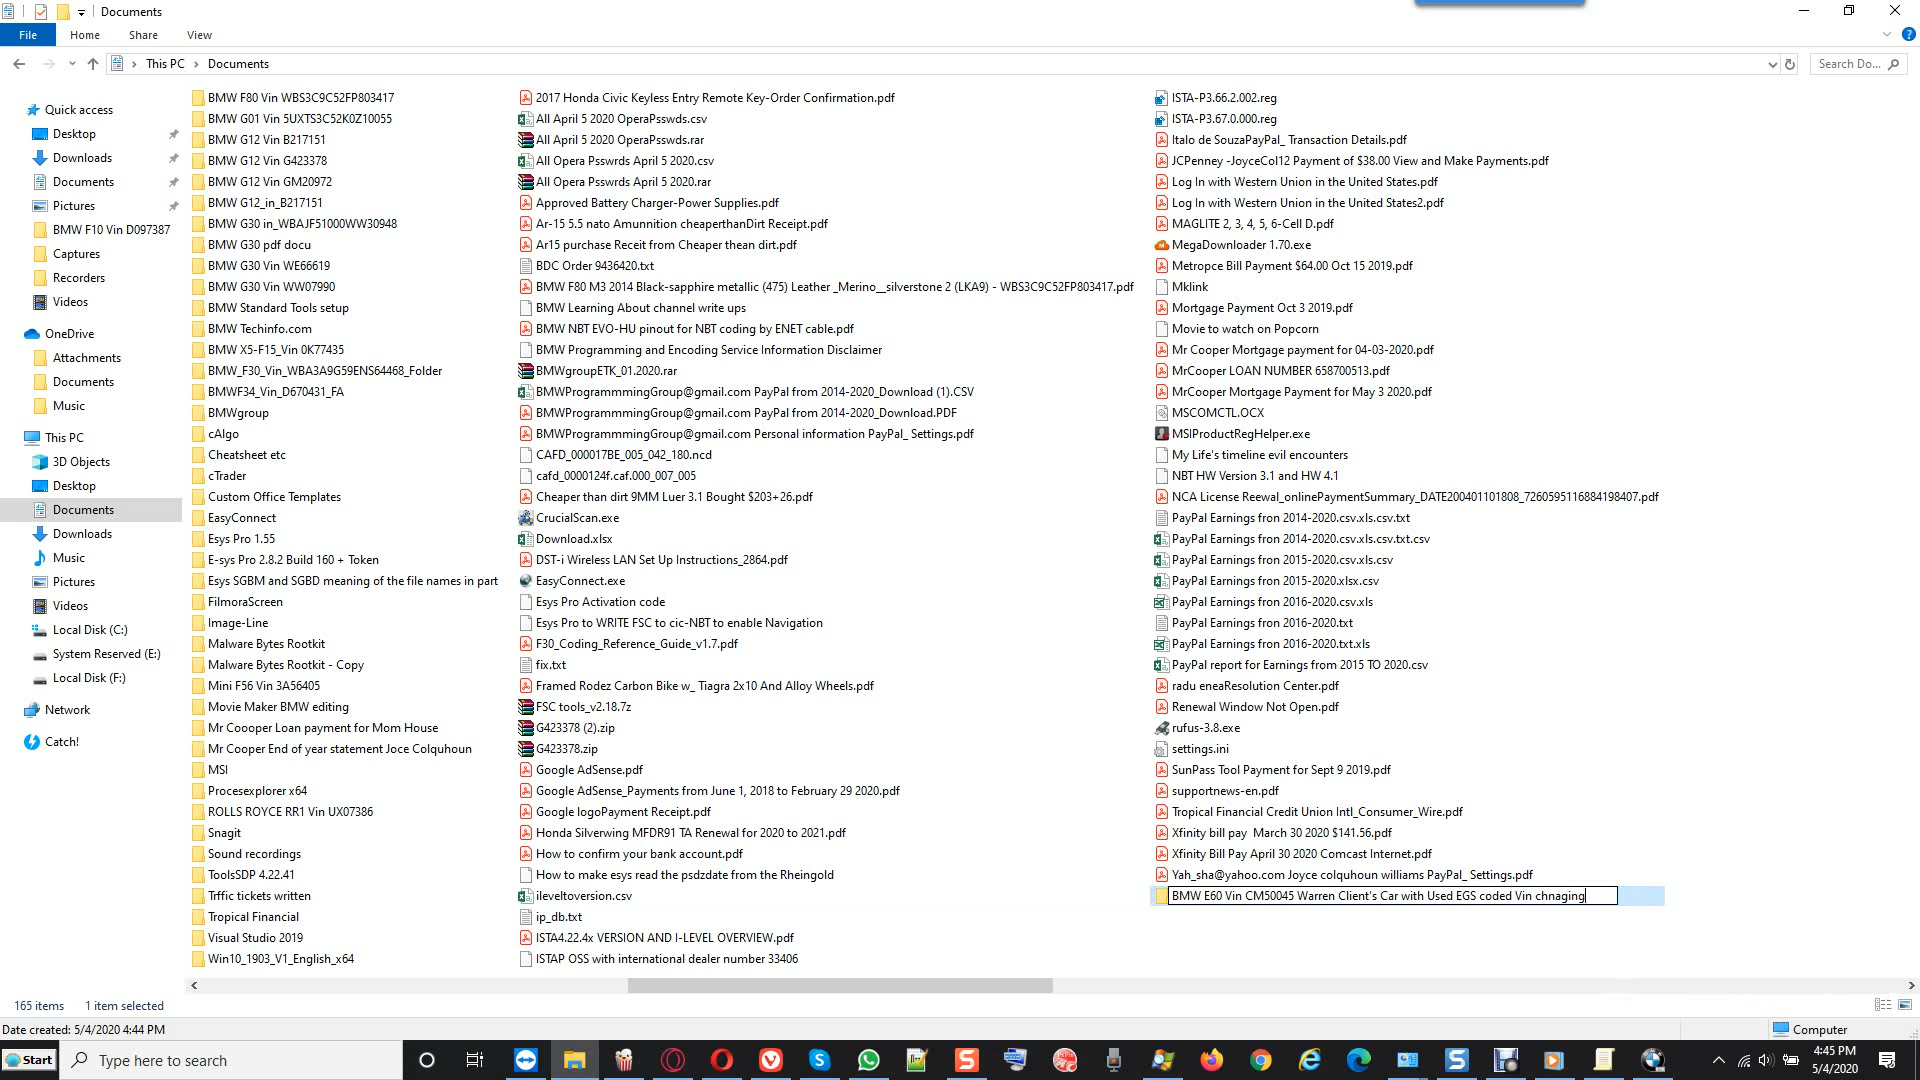 Documents
File
Home
Share
View
This PC
Documents
Search Do...
Quick access
Desktop
Downloads
Documents
Pictures
BMW F10 Vin D097387
Captures
Recorders
Videos
OneDrive
Attachments
Documents
Music
This PC
3D Objects
Desktop
Documents
Downloads
Music
Pictures
Videos
Local Disk (C:)
System Reserved (E:)
Local Disk (F:)
Network
Catch!
BMW F80 Vin WBS3C9C52FP803417
BMW G01 Vin 5UXTS3C52K0Z10055
BMW G12 Vin B217151
BMW G12 Vin G423378
BMW G12 Vin GM20972
BMW G12_in_B217151
BMW G30 in_WBAJF51000WW30948
BMW G30 pdf docu
BMW G30 Vin WE66619
BMW G30 Vin WW07990
BMW Standard Tools setup
BMW Techinfo.com
BMW X5-F15_Vin 0K77435
BMW_F30_Vin_WBA3A9G59ENS64468_Folder
BMWF34_Vin_D670431_FA
BMWgroup
cAlgo
Cheatsheet etc
cTrader
Custom Office Templates
EasyConnect
Esys Pro 1.55
E-sys Pro 2.8.2 Build 160 + Token
Esys SGBM and SGBD meaning of the file names in part
FilmoraScreen
Image-Line
Malware Bytes Rootkit
Malware Bytes Rootkit - Copy
Mini F56 Vin 3A56405
Movie Maker BMW editing
Mr Coooper Loan payment for Mom House
Mr Cooper End of year statement Joce Colquhoun
MSI
Procesexplorer x64
ROLLS ROYCE RR1 Vin UX07386
Snagit
Sound recordings
ToolsSDP 4.22.41
Trffic tickets written
Tropical Financial
Visual Studio 2019
Win10_1903_V1_English_x64
2017 Honda Civic Keyless Entry Remote Key-Order Confirmation.pdf
All April 5 2020 OperaPsswds.csv
All April 5 2020 OperaPsswds.rar
All Opera Psswrds April 5 2020.csv
All Opera Psswrds April 5 2020.rar
Approved Battery Charger-Power Supplies.pdf
Ar-15 5.5 nato Amunnition cheaperthanDirt Receipt.pdf
Ar15 purchase Receit from Cheaper thean dirt.pdf
BDC Order 9436420.txt
BMW F80 M3 2014 Black-sapphire metallic (475) Leather _Merino__silverstone 2 (LKA9) - WBS3C9C52FP803417.pdf
BMW Learning About channel write ups
BMW NBT EVO-HU pinout for NBT coding by ENET cable.pdf
BMW Programming and Encoding Service Information Disclaimer
BMWgroupETK_01.2020.rar
BMWProgrammmingGroup@gmail.com PayPal from 2014-2020_Download (1).CSV
BMWProgrammmingGroup@gmail.com PayPal from 2014-2020_Download.PDF
BMWProgrammmingGroup@gmail.com Personal information PayPal_ Settings.pdf
CAFD_000017BE_005_042_180.ncd
cafd_0000124f.caf.000_007_005
Cheaper than dirt 9MM Luer 3.1 Bought $203+26.pdf
CrucialScan.exe
Download.xlsx
DST-i Wireless LAN Set Up Instructions_2864.pdf
EasyConnect.exe
Esys Pro Activation code
Esys Pro to WRITE FSC to cic-NBT to enable Navigation
F30_Coding_Reference_Guide_v1.7.pdf
fix.txt
Framed Rodez Carbon Bike w_ Tiagra 2x10 And Alloy Wheels.pdf
FSC tools_v2.18.7z
G423378 (2).zip
G423378.zip
Google AdSense.pdf
Google AdSense_Payments from June 1, 2018 to February 29 2020.pdf
Google logoPayment Receipt.pdf
Honda Silverwing MFDR91 TA Renewal for 2020 to 2021.pdf
How to confirm your bank account.pdf
How to make esys read the psdzdate from the Rheingold
ileveltoversion.csv
ip_db.txt
ISTA4.22.4x VERSION AND I-LEVEL OVERVIEW.pdf
ISTAP OSS with international dealer number 33406
ISTA-P3.66.2.002.reg
ISTA-P3.67.0.000.reg
Italo de SouzaPayPal_ Transaction Details.pdf
JCPenney -JoyceCol12 Payment of $38.00 View and Make Payments.pdf
Log In with Western Union in the United States.pdf
Log In with Western Union in the United States2.pdf
MAGLITE 2, 3, 4, 5, 6-Cell D.pdf
MegaDownloader 1.70.exe
Metropce Bill Payment $64.00 Oct 15 2019.pdf
Mklink
Mortgage Payment Oct 3 2019.pdf
Movie to watch on Popcorn
Mr Cooper Mortgage payment for 04-03-2020.pdf
MrCooper LOAN NUMBER 658700513.pdf
MrCooper Mortgage Payment for May 3 2020.pdf
MSCOMCTL.OCX
MSIProductRegHelper.exe
My Life's timeline evil encounters
NBT HW Version 3.1 and HW 4.1
NCA License Reewal_onlinePaymentSummary_DATE200401101808_7260595116884198407.pdf
PayPal Earnings fron 2014-2020.csv.xls.csv.txt
PayPal Earnings fron 2014-2020.csv.xls.csv.txt.csv
PayPal Earnings fron 2015-2020.csv.xls.csv
PayPal Earnings fron 2015-2020.xlsx.csv
PayPal Earnings fron 2016-2020.csv.xls
PayPal Earnings fron 2016-2020.txt
PayPal Earnings fron 2016-2020.txt.xls
PayPal report for Earnings from 2015 TO 2020.csv
radu eneaResolution Center.pdf
Renewal Window Not Open.pdf
rufus-3.8.exe
settings.ini
SunPass Tool Payment for Sept 9 2019.pdf
supportnews-en.pdf
Tropical Financial Credit Union Intl_Consumer_Wire.pdf
Xfinity bill pay  March 30 2020 $141.56.pdf
Xfinity Bill Pay April 30 2020 Comcast Internet.pdf
Yah_sha@yahoo.com Joyce colquhoun williams PayPal_ Settings.pdf
BMW E60 Vin CM50045 Warren Client's Car with Used EGS coded Vin chnaging
165 items
1 item selected
Date created: 5/4/2020 4:44 PM
Computer
Start
Type here to search
4:45 PM
5/4/2020